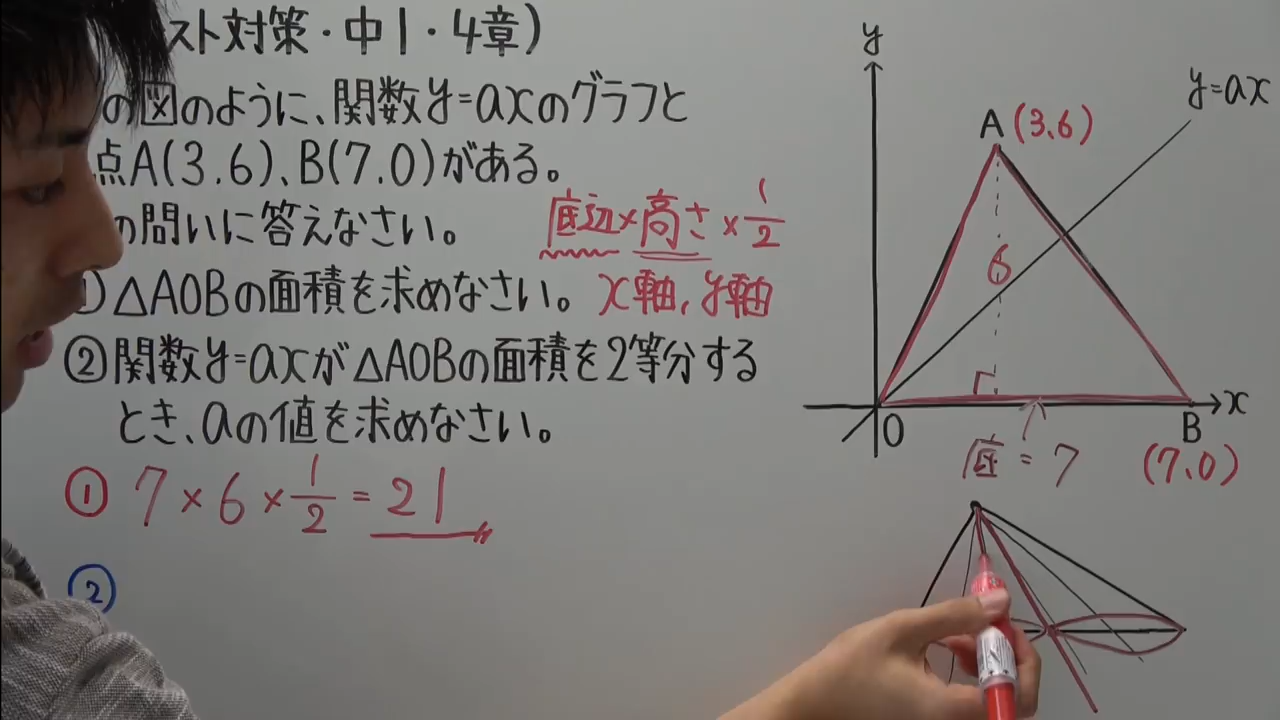 スト対策・中1・4章)
の図のように、関数y=axのグラフと
点A(3.6)、B(7.0)がある。
の問いに答えなさい。
底辺×高さ×1/2
① △AOBの面積を求めなさい。
x軸,y軸
② 関数y=axが△AOBの面積を2等分する
とき、aの値を求めなさい。
① 7×6×1/2=21
②
y
y=ax
A(3.6)
6
x
O
B
底=7
(7.0)